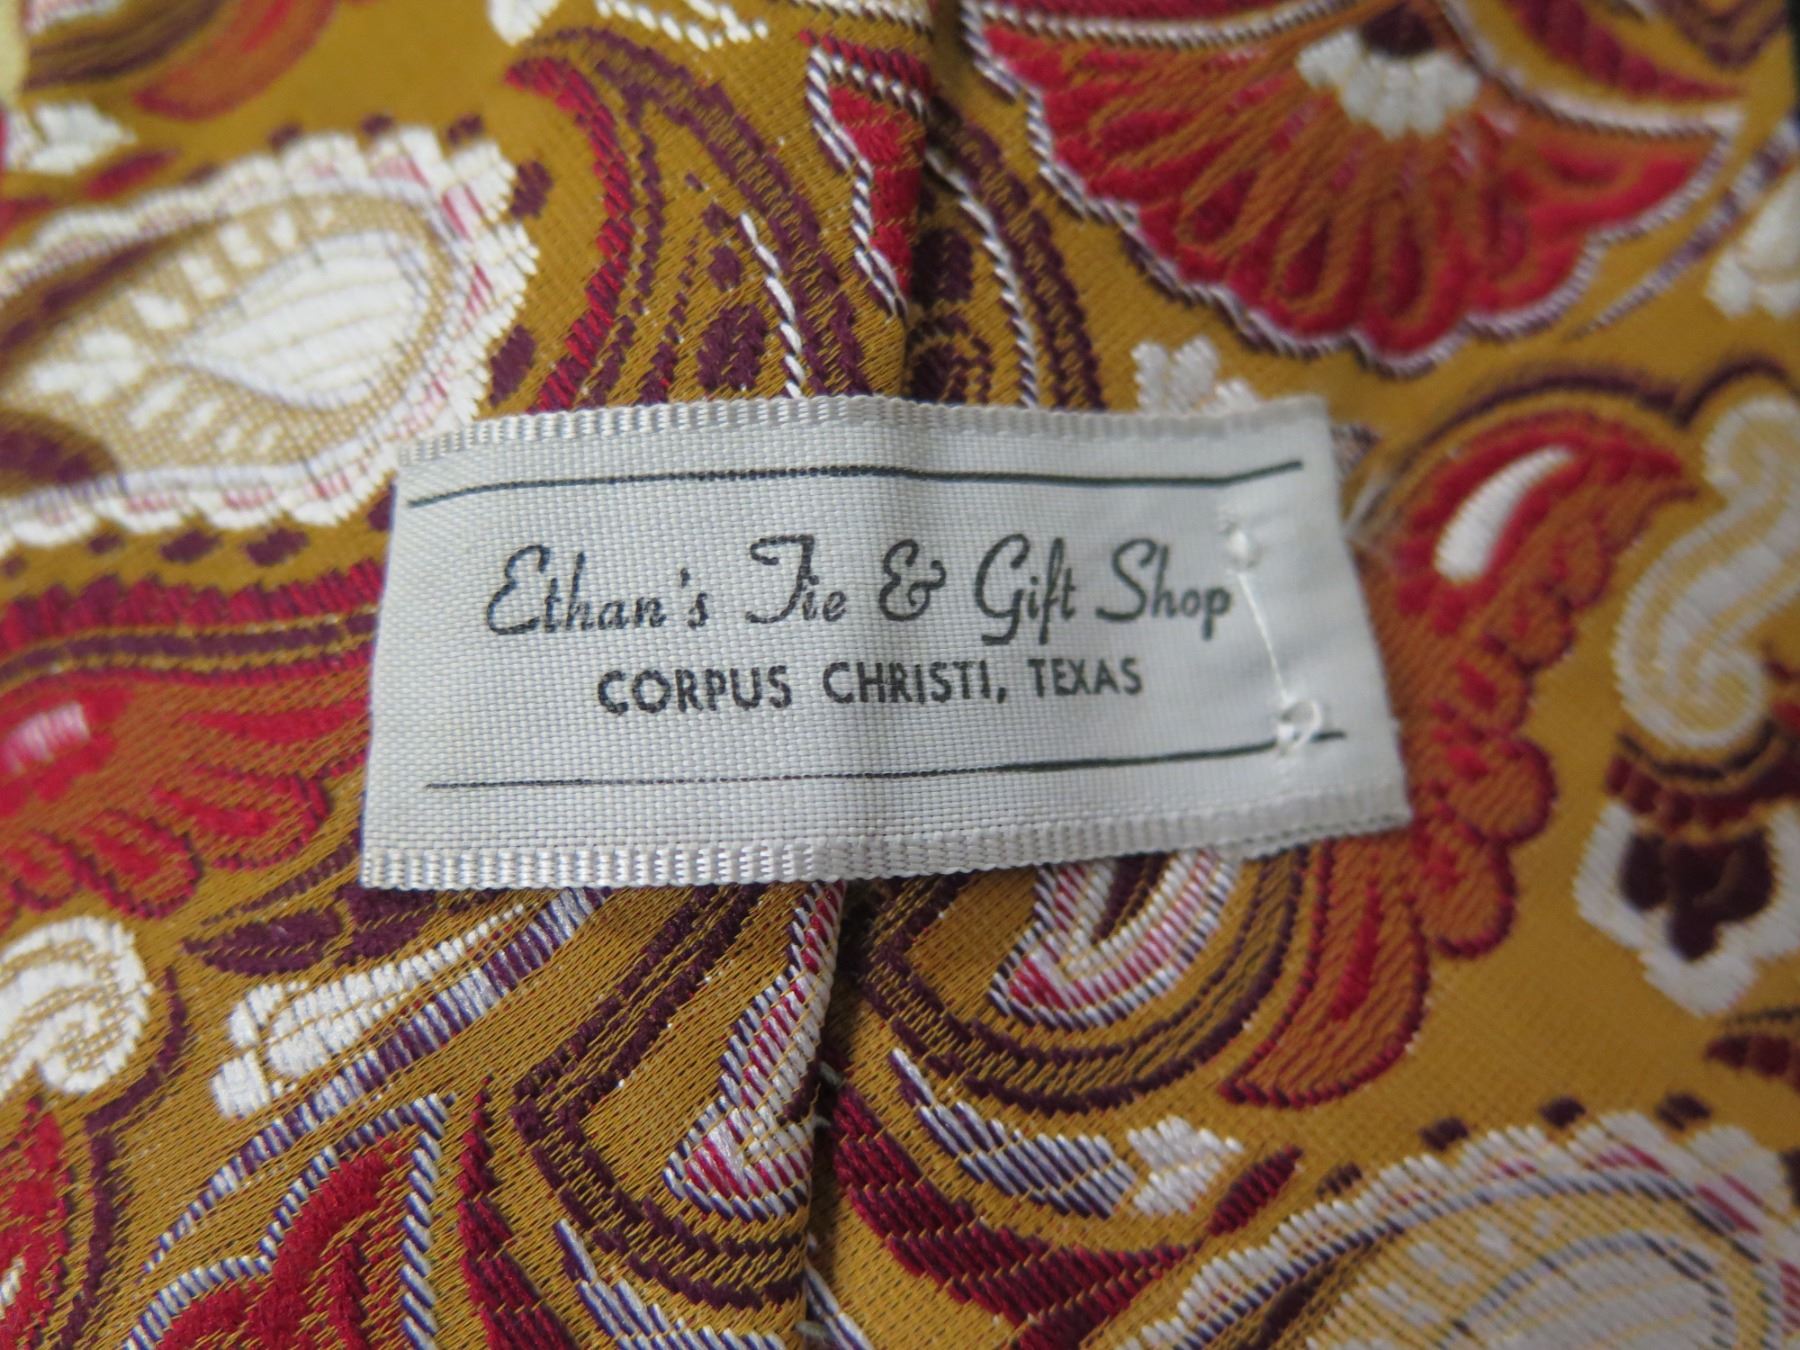 Ethan's Tie & Gift Shop
CORPUS CHRISTI, TEXAS